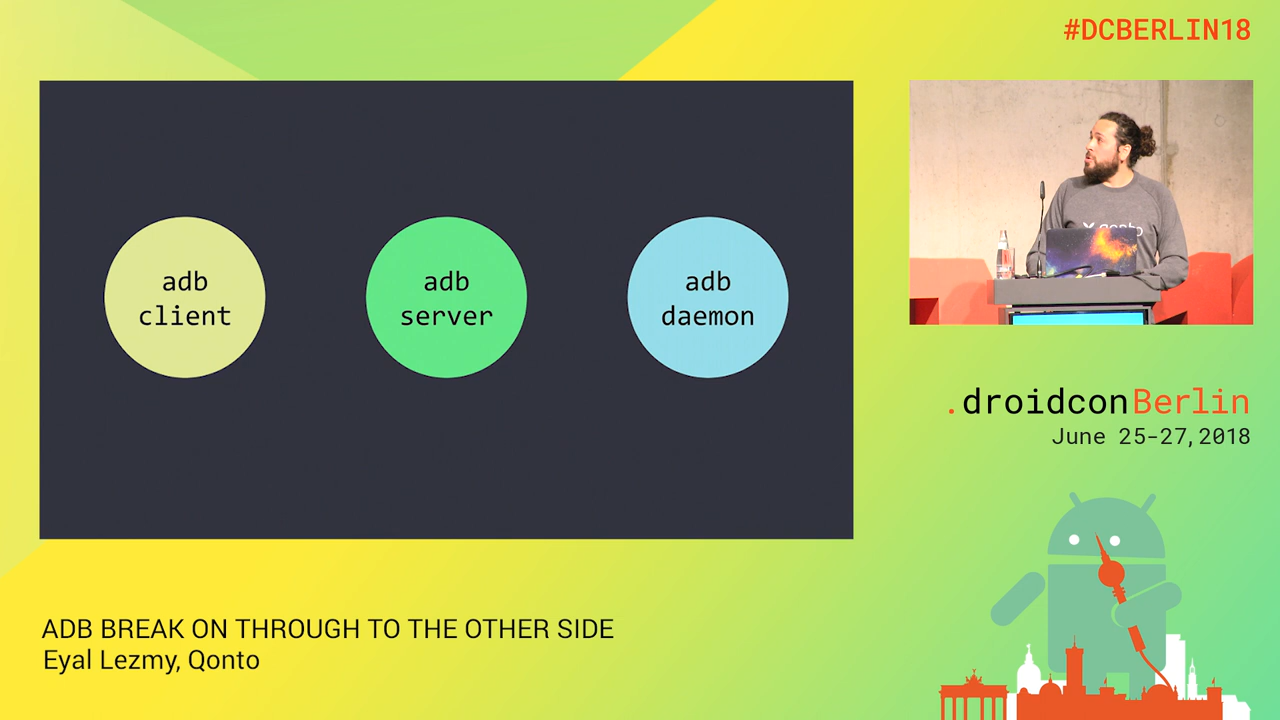 #DCBERLIN18
adb
client
adb
server
adb
daemon
.droidconBerlin
June 25-27, 2018
ADB BREAK ON THROUGH TO THE OTHER SIDE
Eyal Lezmy, Qonto